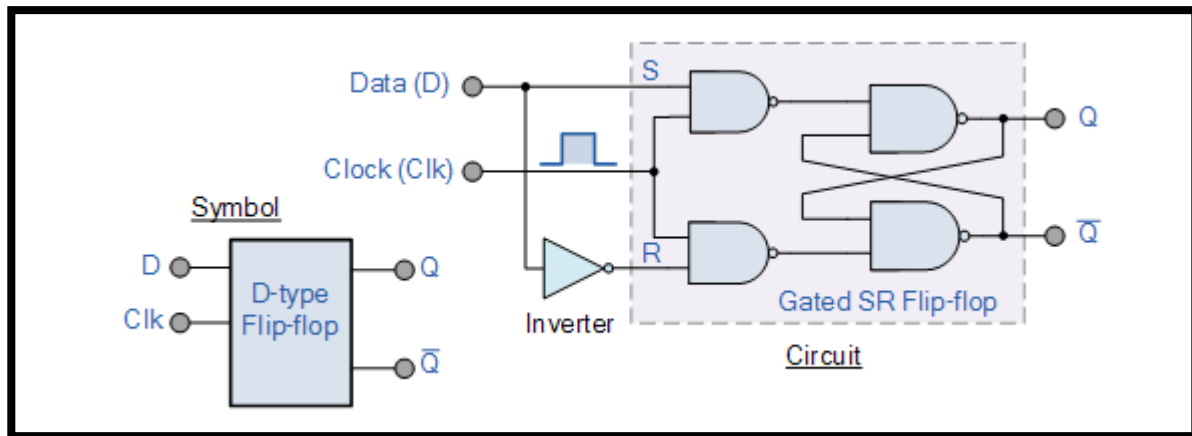 Data (D)
S
Q
Clock (Clk)
Symbol
R
Q̅
D
Q
D-type
Flip-flop
Clk
Inverter
Gated SR Flip-flop
Q̅
Circuit